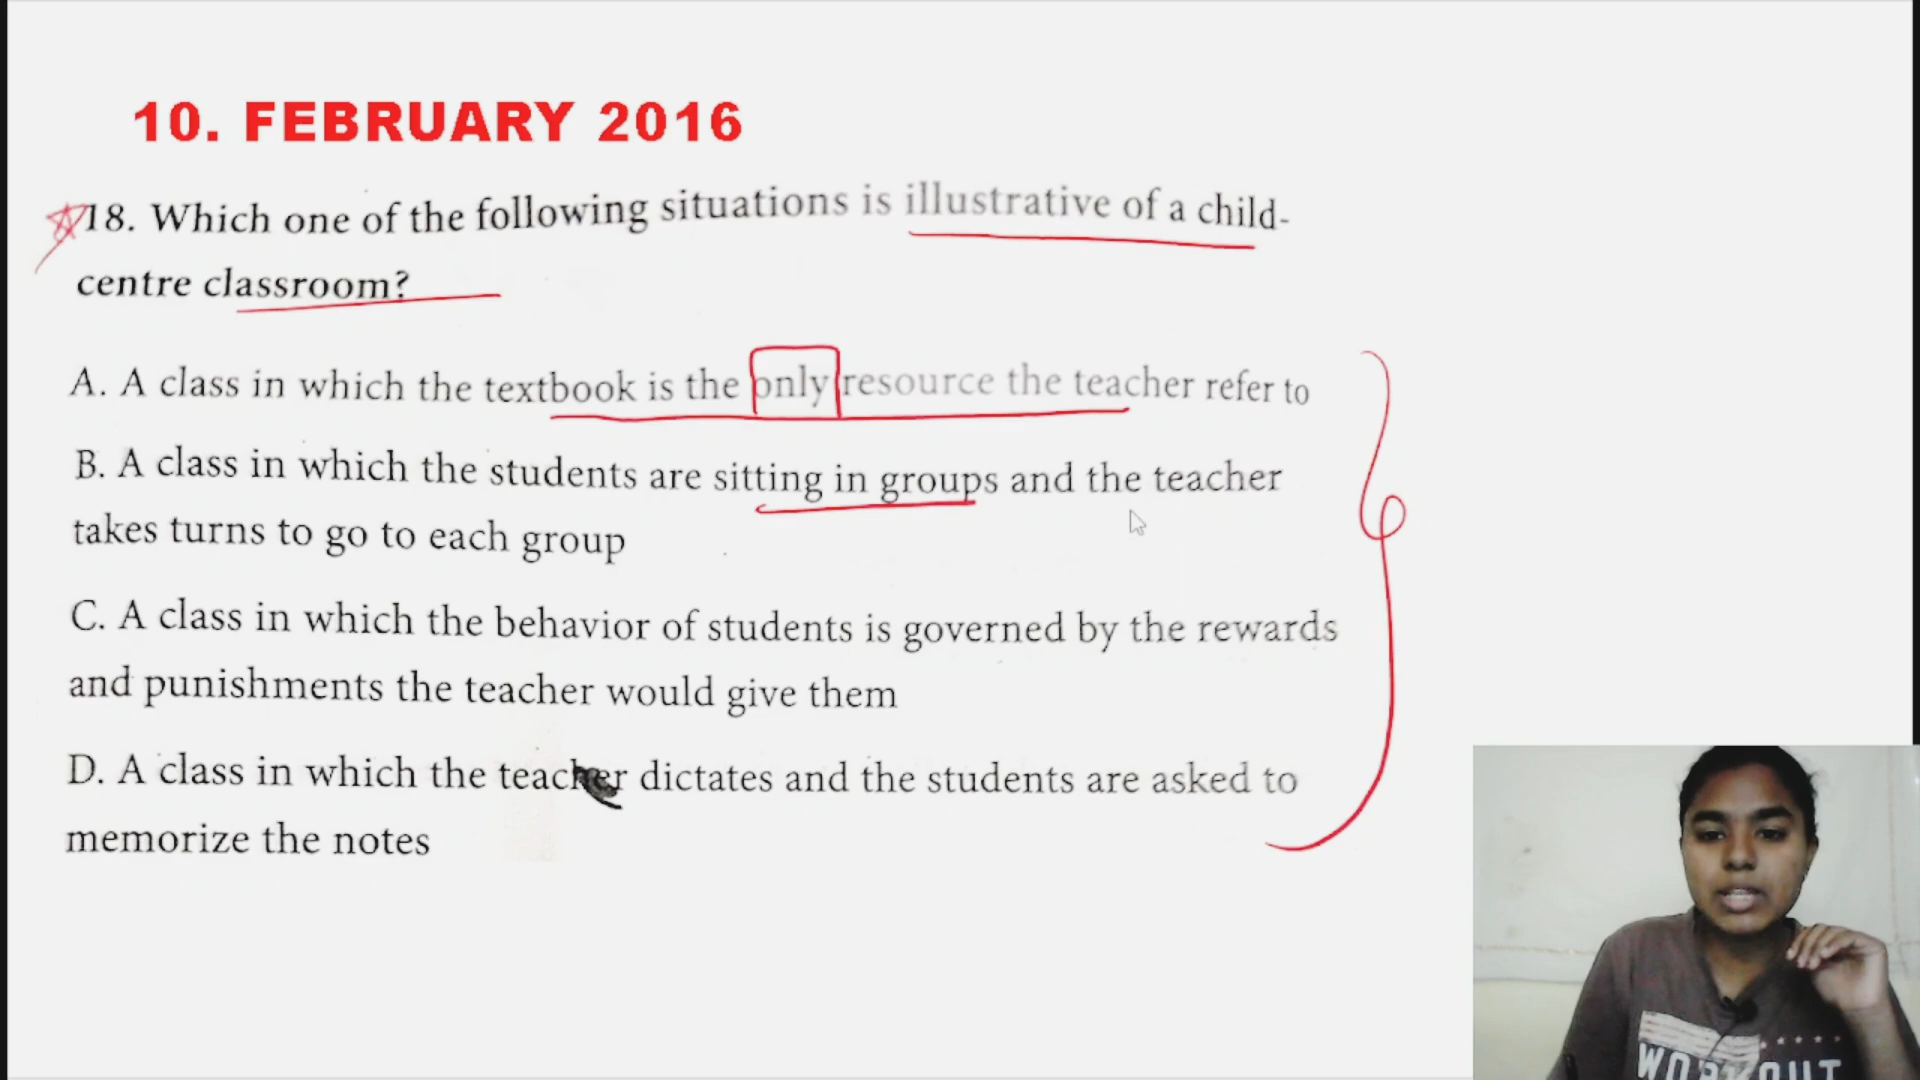 10. FEBRUARY 2016
18. Which one of the following situations is illustrative of a child-
centre classroom?
A. A class in which the textbook is the only resource the teacher refer to
B. A class in which the students are sitting in groups and the teacher
takes turns to go to each group
C. A class in which the behavior of students is governed by the rewards
and punishments the teacher would give them
D. A class in which the teacher dictates and the students are asked to
memorize the notes
WORKOUT